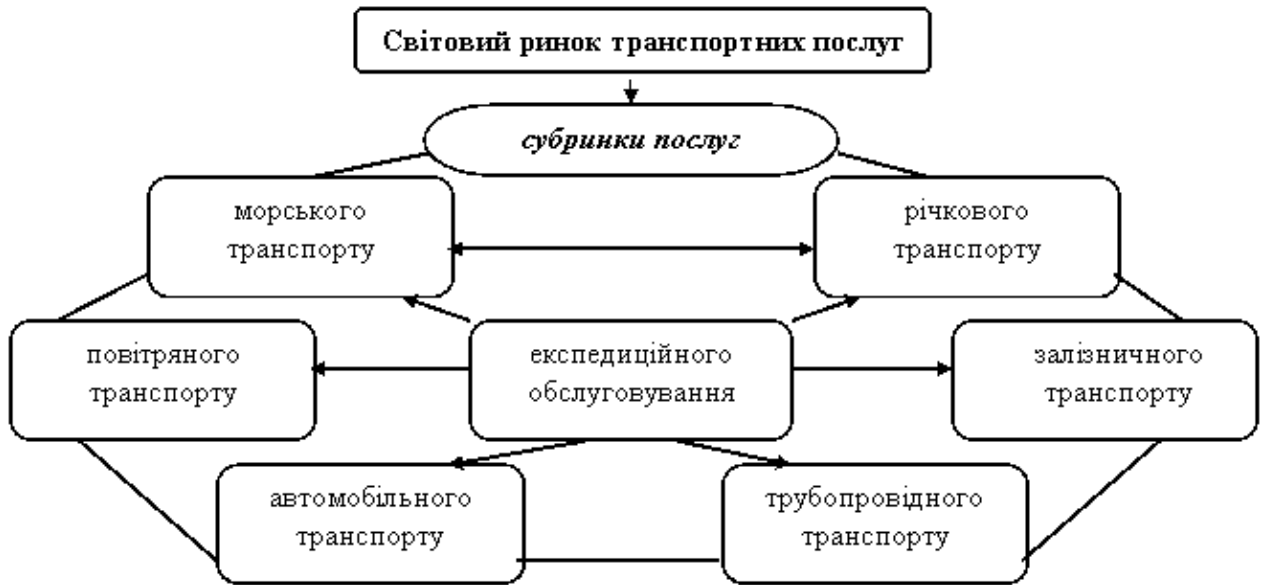 Світовий ринок транспортних послуг
субринки послуг
морського
транспорту
річкового
транспорту
повітряного
транспорту
експедиційного
обслуговування
залізничного
транспорту
автомобільного
транспорту
трубопровідного
транспорту